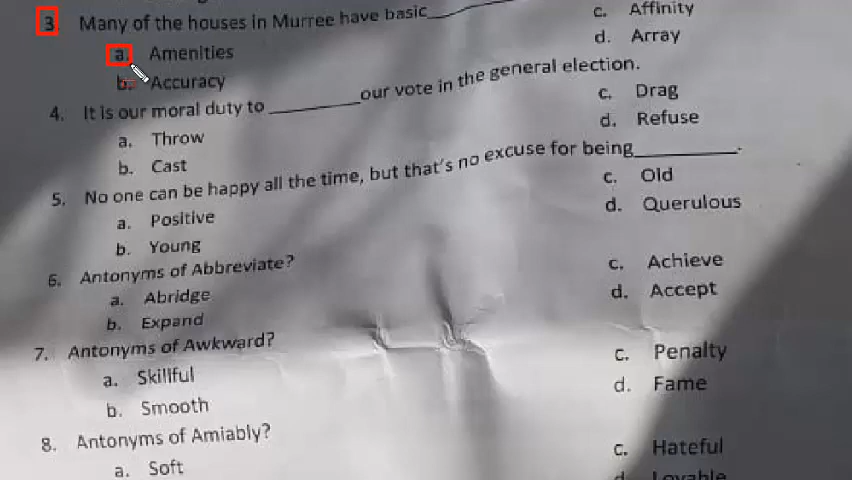 3. Many of the houses in Murree have basic_
a. Amenities
b. Accuracy
c. Affinity
d. Array
4. It is our moral duty to ________ our vote in the general election.
a. Throw
b. Cast
c. Drag
d. Refuse
5. No one can be happy all the time, but that's no excuse for being_________.
a. Positive
b. Young
c. Old
d. Querulous
6. Antonyms of Abbreviate?
a. Abridge
b. Expand
c. Achieve
d. Accept
7. Antonyms of Awkward?
a. Skillful
b. Smooth
c. Penalty
d. Fame
8. Antonyms of Amiably?
a. Soft
c. Hateful
d. Lovable